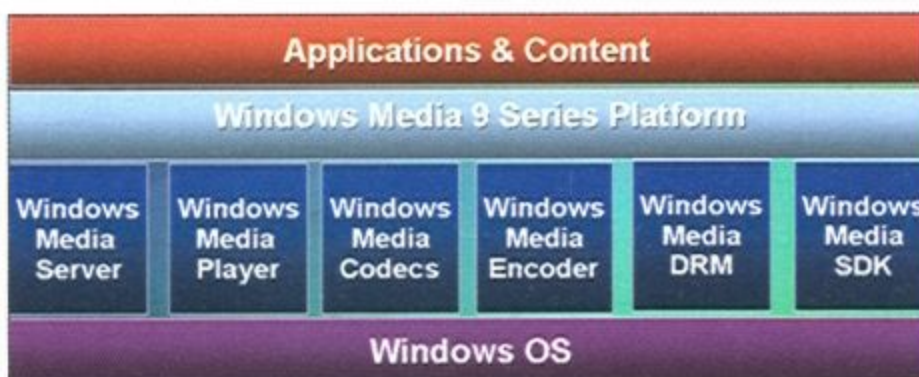 Applications & Content
Windows Media 9 Series Platform
Windows
Media
Server
Windows
Media
Player
Windows
Media
Codecs
Windows
Media
Encoder
Windows
Media
DRM
Windows
Media
SDK
Windows OS